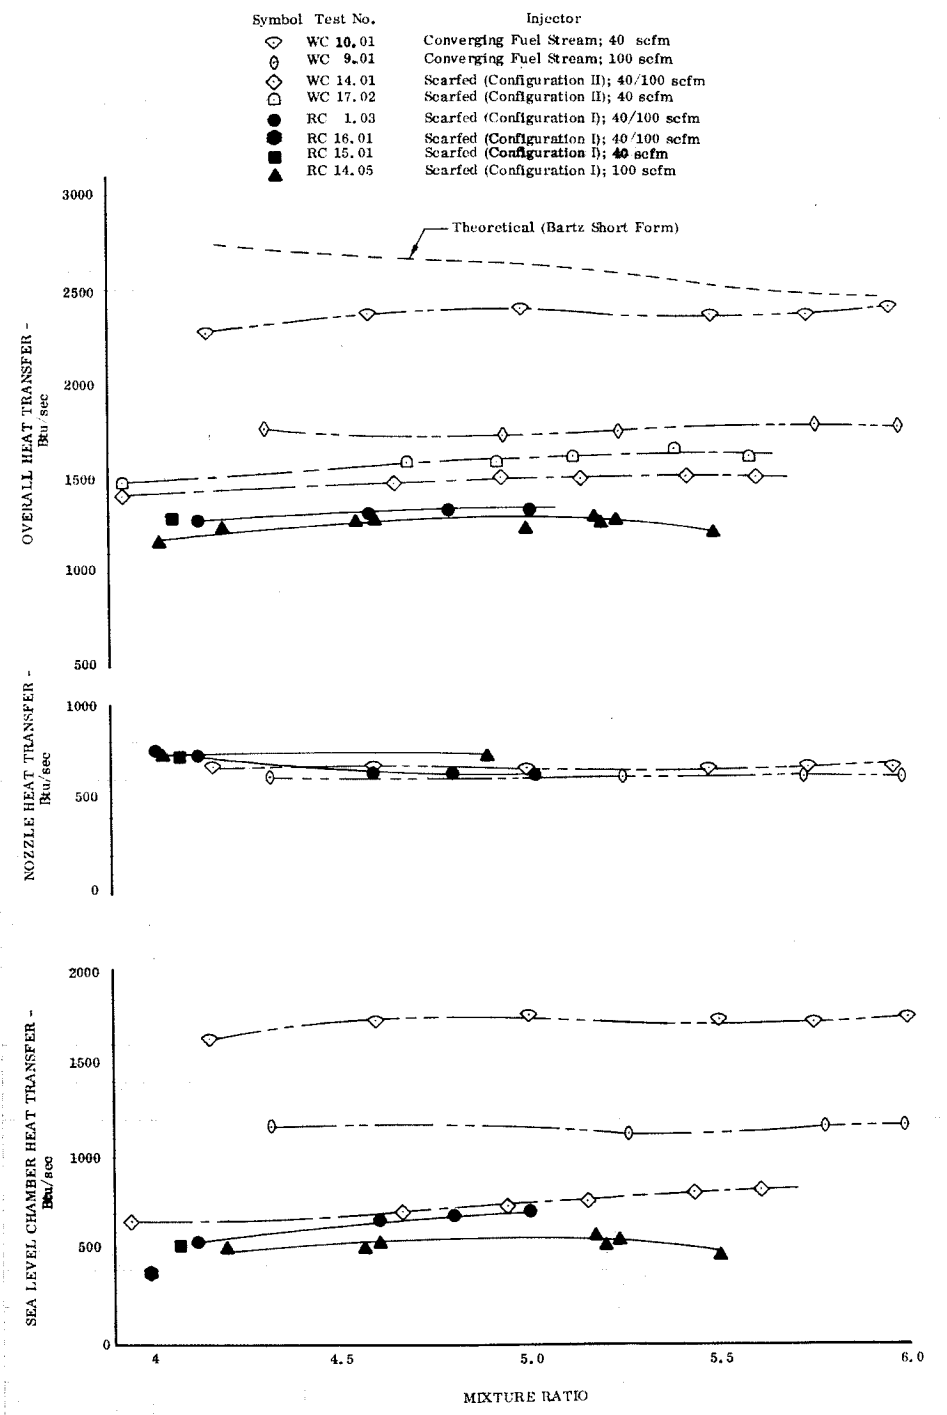 Symbol Test No. Injector
WC 10.01 Converging Fuel Stream; 40 scfm
WC 9.01 Converging Fuel Stream; 100 scfm
WC 14.01 Scarfed (Configuration II); 40/100 scfm
WC 17.02 Scarfed (Configuration II); 40 scfm
RC 1.03 Scarfed (Configuration I); 40/100 scfm
RC 16.01 Scarfed (Configuration I); 40/100 scfm
RC 15.01 Scarfed (Configuration I); 40 scfm
RC 14.05 Scarfed (Configuration I); 100 scfm
3000
Theoretical (Bartz Short Form)
2500
2000
1500
1000
500
OVERALL HEAT TRANSFER -
Btu/sec
1000
500
0
NOZZLE HEAT TRANSFER -
Btu/sec
2000
1500
1000
500
0
SEA LEVEL CHAMBER HEAT TRANSFER -
Btu/sec
4 4.5 5.0 5.5 6.0
MIXTURE RATIO